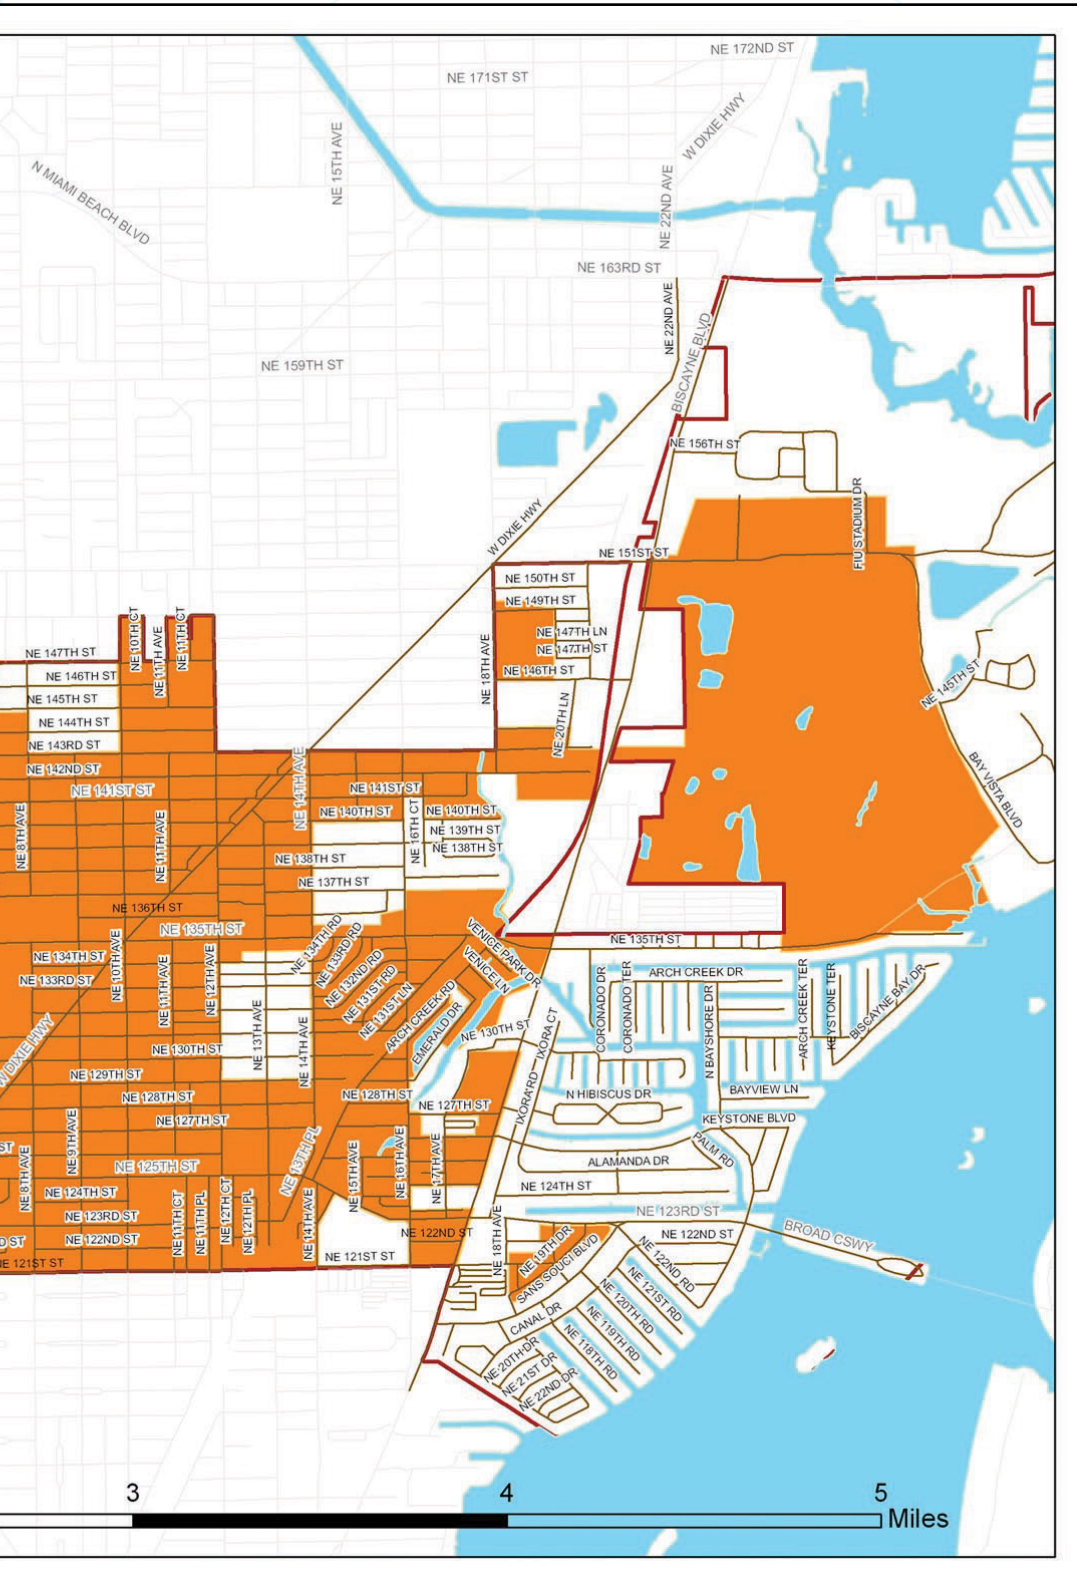 NE 172ND ST
NE 171ST ST
W DIXIE HWY
NE 15TH AVE
N MIAMI BEACH BLVD
NE 22ND AVE
NE 163RD ST
NE 22ND AVE
BISCAYNE BLVD
NE 159TH ST
NE 156TH ST
FIU STADIUM DR
W DIXIE HWY
NE 151ST ST
NE 150TH ST
NE 149TH ST
NE 10TH CT
NE 11TH AVE
NE 11TH CT
NE 147TH LN
NE 147TH ST
NE 147TH ST
NE 18TH AVE
NE 146TH ST
NE 146TH ST
NE 145TH ST
NE 145TH ST
NE 144TH ST
NE 20TH LN
NE 143RD ST
NE 142ND ST
NE 14TH AVE
BAY VISTA BLVD
NE 141ST ST
NE 141ST ST
NE 140TH ST
NE 16TH CT
NE 140TH ST
NE 8TH AVE
NE 11TH AVE
NE 139TH ST
NE 138TH ST
NE 138TH ST
NE 137TH ST
NE 136TH ST
NE 135TH ST
NE 135TH ST
NE 134TH RD
NE 133RD RD
NE 132ND RD
NE 131ST RD
NE 131ST LN
VENICE PARK DR
VENICE LN
NE 134TH ST
NE 133RD ST
NE 10TH AVE
NE 11TH AVE
NE 12TH AVE
ARCH CREEK RD
EMERALD DR
ARCH CREEK DR
CORONADO DR
CORONADO TER
N BAYSHORE DR
ARCH CREEK TER
KEYSTONE TER
BISCAYNE BAY DR
NE 13TH AVE
NE 14TH AVE
NE 130TH ST
IXORA CT
W DIXIE HWY
NE 130TH ST
NE 129TH ST
IXORA RD
N HIBISCUS DR
BAYVIEW LN
NE 128TH ST
NE 128TH ST
NE 127TH ST
NE 127TH ST
KEYSTONE BLVD
ST
NE 9TH AVE
NE 13TH PL
NE 15TH AVE
NE 16TH AVE
NE 17TH AVE
PALM RD
ALAMANDA DR
NE 8TH AVE
NE 125TH ST
NE 124TH ST
NE 124TH ST
NE 123RD ST
NE 123RD ST
NE 11TH CT
NE 11TH PL
NE 12TH CT
NE 12TH PL
NE 14TH AVE
NE 18TH AVE
D ST
NE 122ND ST
NE 122ND ST
NE 122ND ST
BROAD CSWY
NE 121ST ST
NE 121ST ST
NE 19TH DR
SANS SOUCI BLVD
NE 122ND RD
NE 121ST RD
NE 120TH RD
NE 119TH RD
NE 118TH RD
CANAL DR
NE 20TH DR
NE 21ST DR
NE 22ND DR
3
4
5
Miles